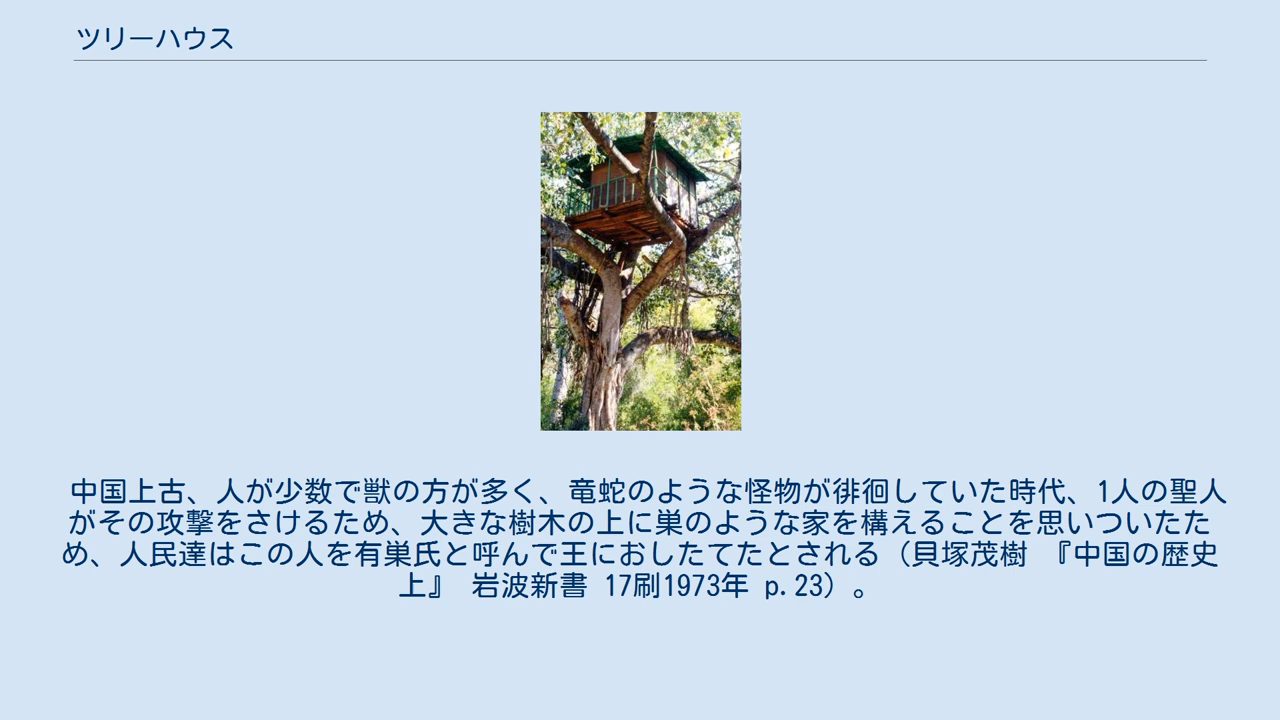 ツリーハウス
中国上古、人が少数で獣の方が多く、竜蛇のような怪物が徘徊していた時代、1人の聖人
がその攻撃をさけるため、大きな樹木の上に巣のような家を構えることを思いついたた
め、人民達はこの人を有巣氏と呼んで王におしたてたとされる（貝塚茂樹 『中国の歴史
上』 岩波新書 17刷1973年 p.23）。